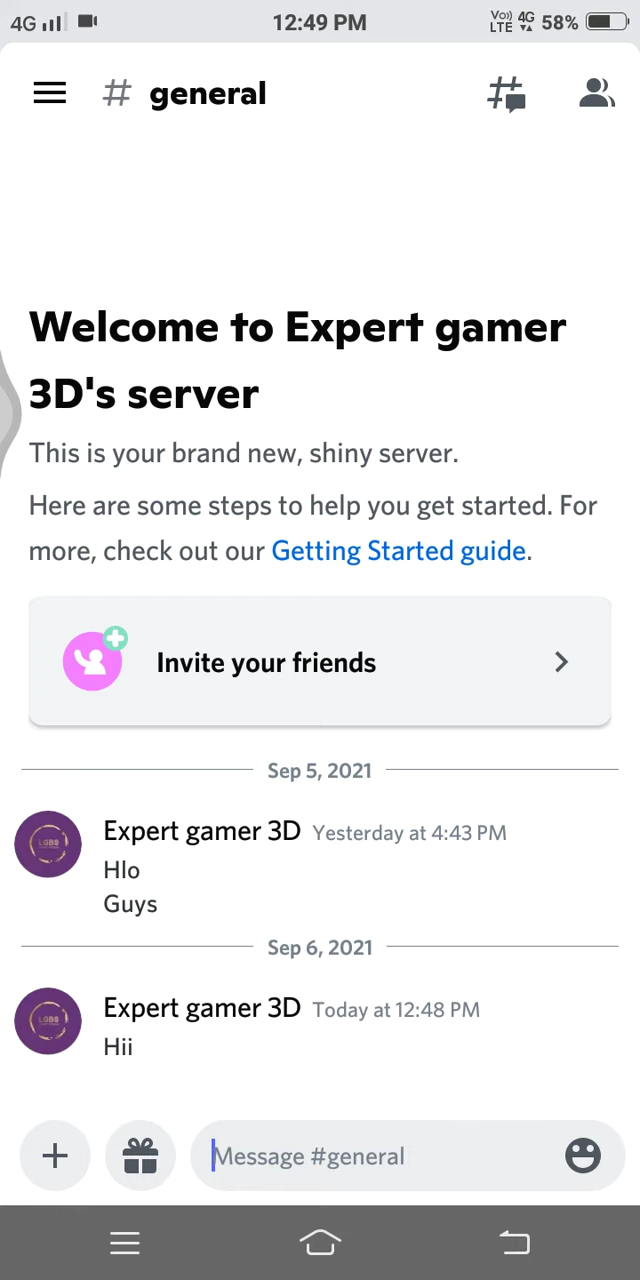 4G 12:49 PM Vo)) LTE 4G 58%
# general
Welcome to Expert gamer
3D's server
This is your brand new, shiny server.
Here are some steps to help you get started. For
more, check out our Getting Started guide.
Invite your friends
Sep 5, 2021
Expert gamer 3D Yesterday at 4:43 PM
Hlo
Guys
Sep 6, 2021
Expert gamer 3D Today at 12:48 PM
Hii
Message #general